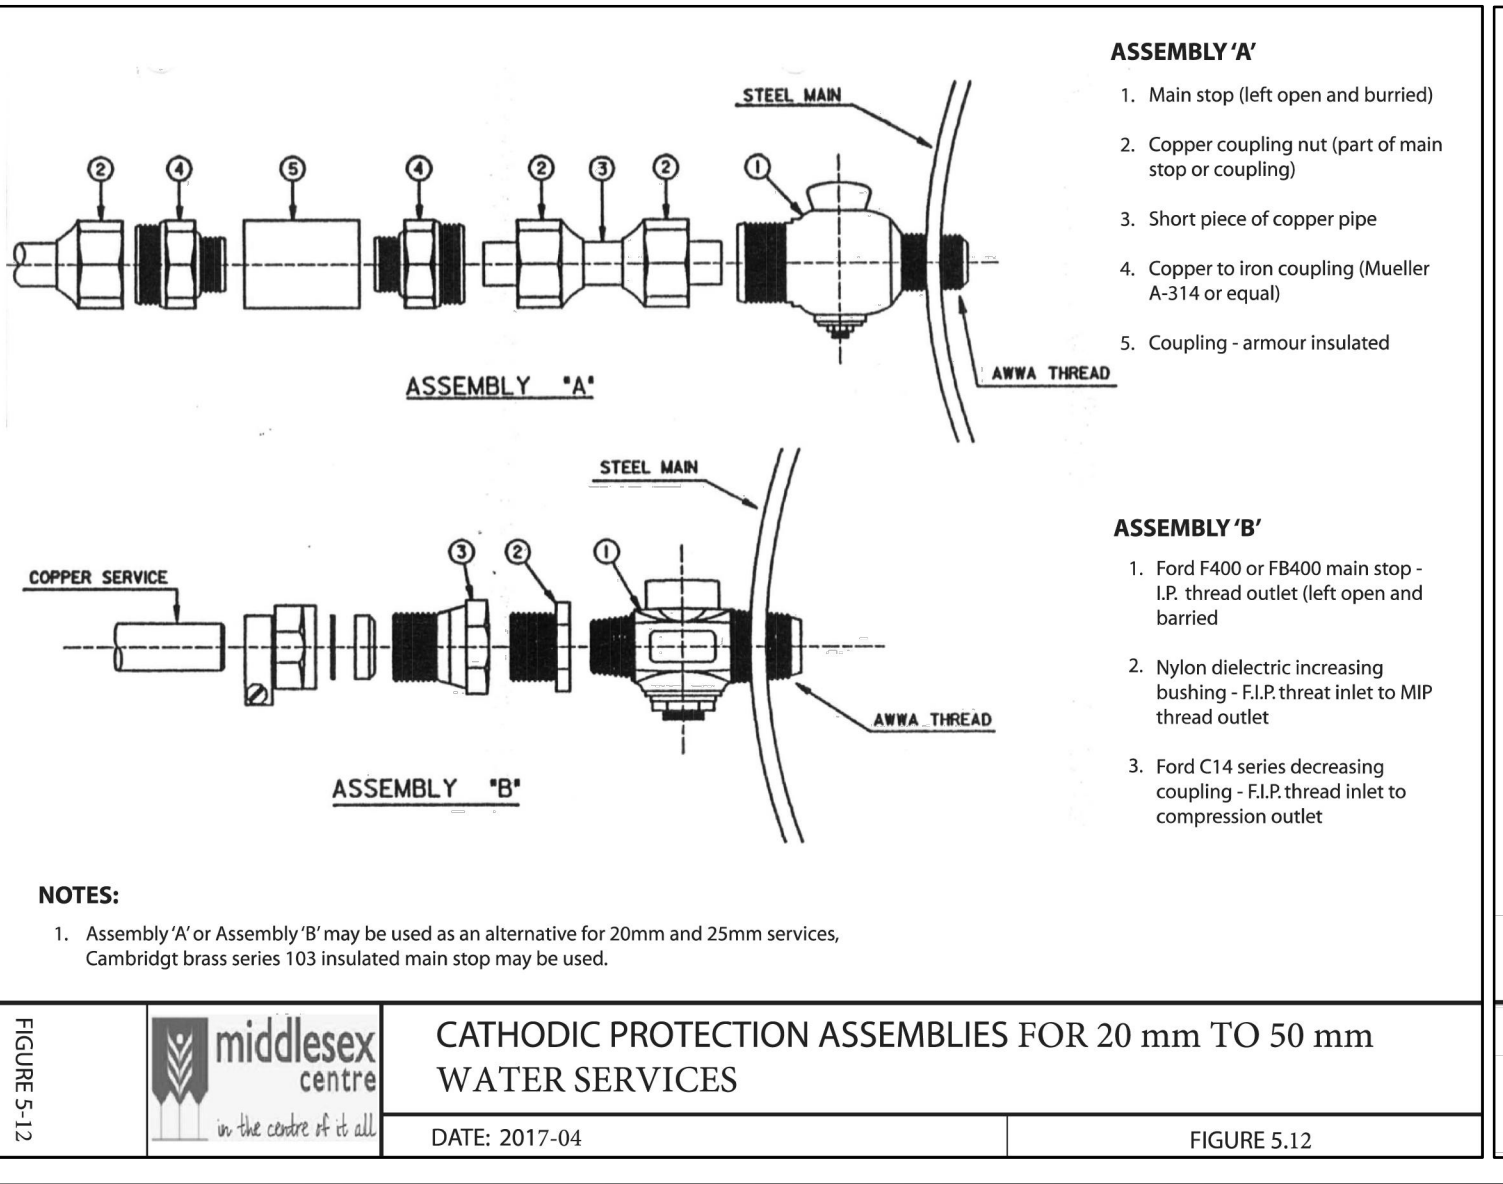 STEEL MAIN
2 4 5 4 2 3 2 1
AWWA THREAD
ASSEMBLY "A"
ASSEMBLY ‘A’
1. Main stop (left open and burried)
2. Copper coupling nut (part of main
stop or coupling)
3. Short piece of copper pipe
4. Copper to iron coupling (Mueller
A-314 or equal)
5. Coupling - armour insulated
STEEL MAIN
3 2 1
COPPER SERVICE
AWWA THREAD
ASSEMBLY "B"
ASSEMBLY ‘B’
1. Ford F400 or FB400 main stop -
I.P. thread outlet (left open and
barried
2. Nylon dielectric increasing
bushing - F.I.P. threat inlet to MIP
thread outlet
3. Ford C14 series decreasing
coupling - F.I.P. thread inlet to
compression outlet
NOTES:
1. Assembly ‘A’ or Assembly ‘B’ may be used as an alternative for 20mm and 25mm services,
Cambridgt brass series 103 insulated main stop may be used.
FIGURE 5-12
middlesex
centre
in the centre of it all
CATHODIC PROTECTION ASSEMBLIES FOR 20 mm TO 50 mm
WATER SERVICES
DATE: 2017-04
FIGURE 5.12